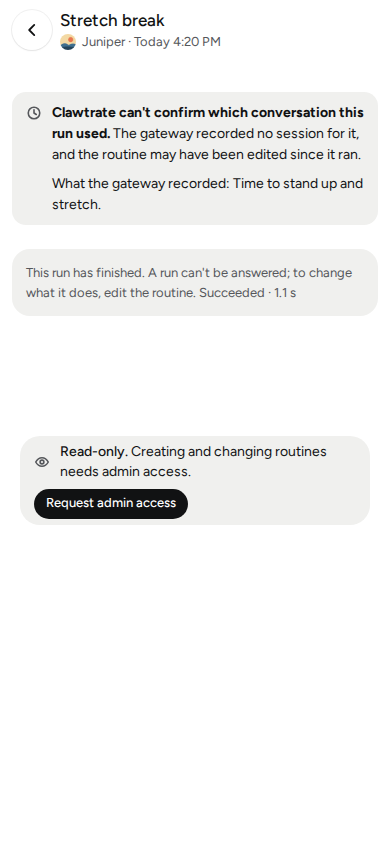 Stretch break
Juniper · Today 4:20 PM
Clawtrate can't confirm which conversation this
run used. The gateway recorded no session for it,
and the routine may have been edited since it ran.
What the gateway recorded: Time to stand up and
stretch.
This run has finished. A run can't be answered; to change
what it does, edit the routine. Succeeded · 1.1 s
Read-only. Creating and changing routines
needs admin access.
Request admin access